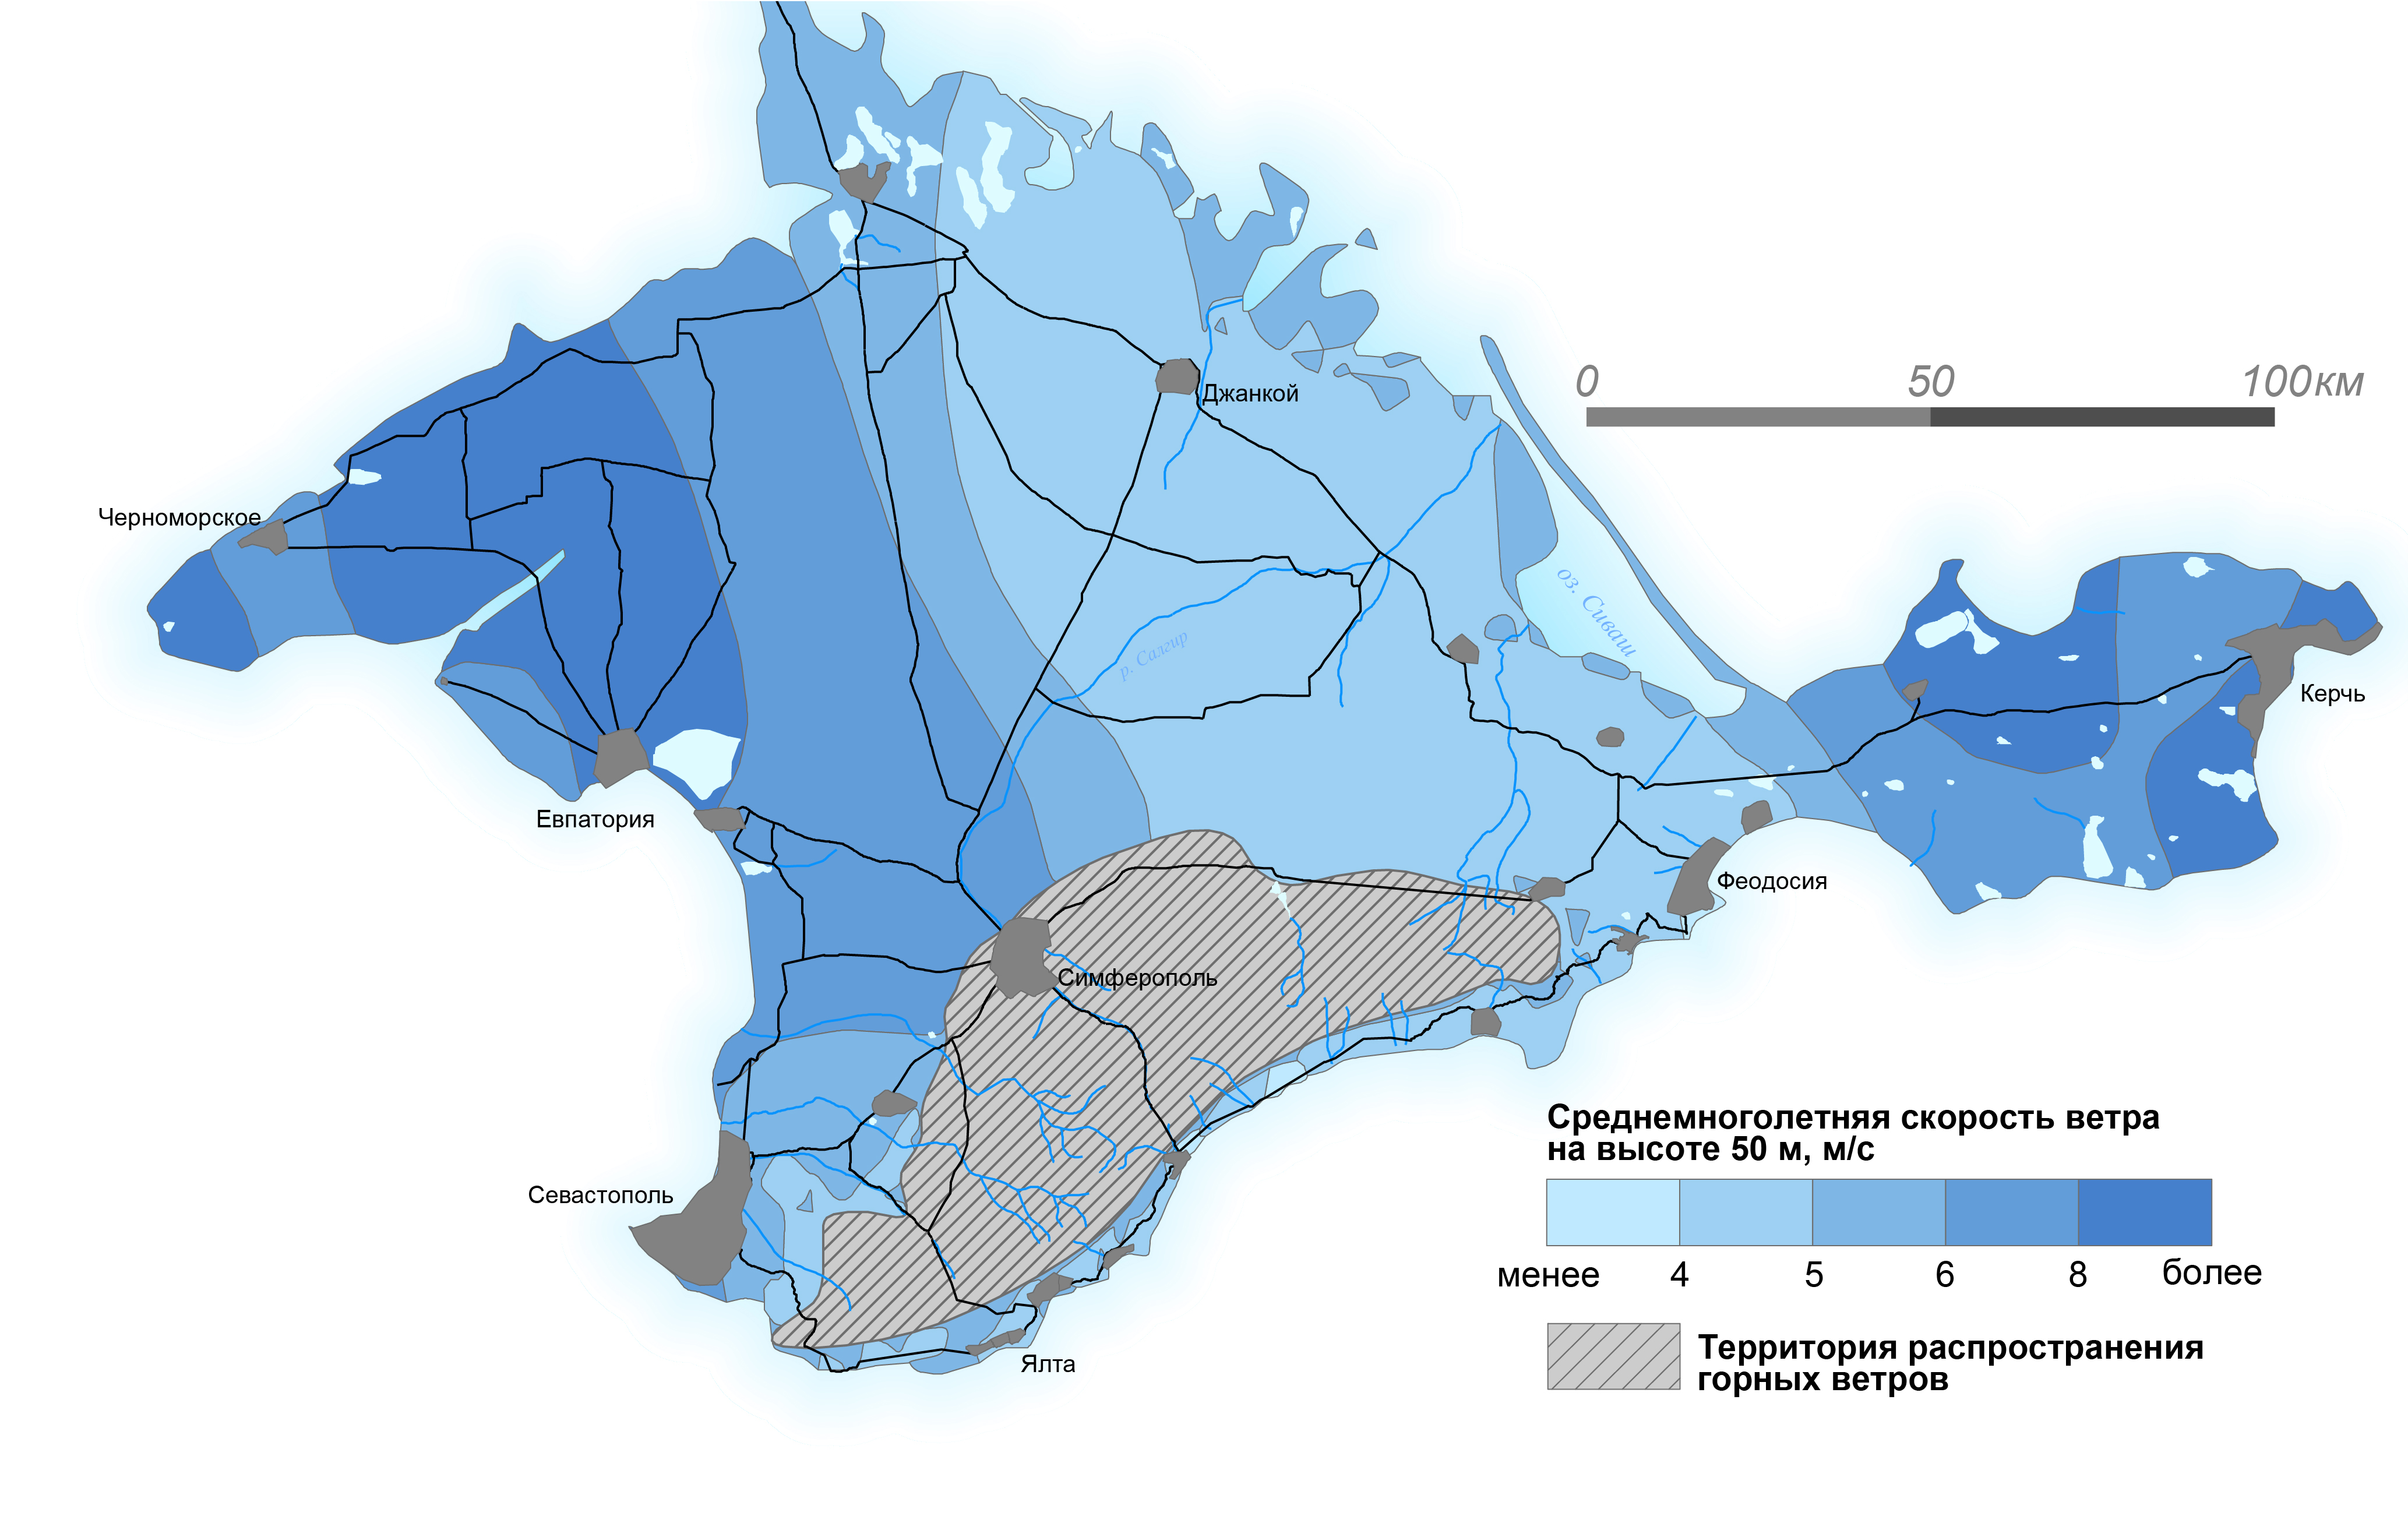 0 50 100км
Джанкой
Черноморское
оз. Сиваш
р. Салгир
Керчь
Евпатория
Феодосия
Симферополь
Севастополь
Ялта
Среднемноголетняя скорость ветра
на высоте 50 м, м/с
менее 4 5 6 8 более
Территория распространения
горных ветров